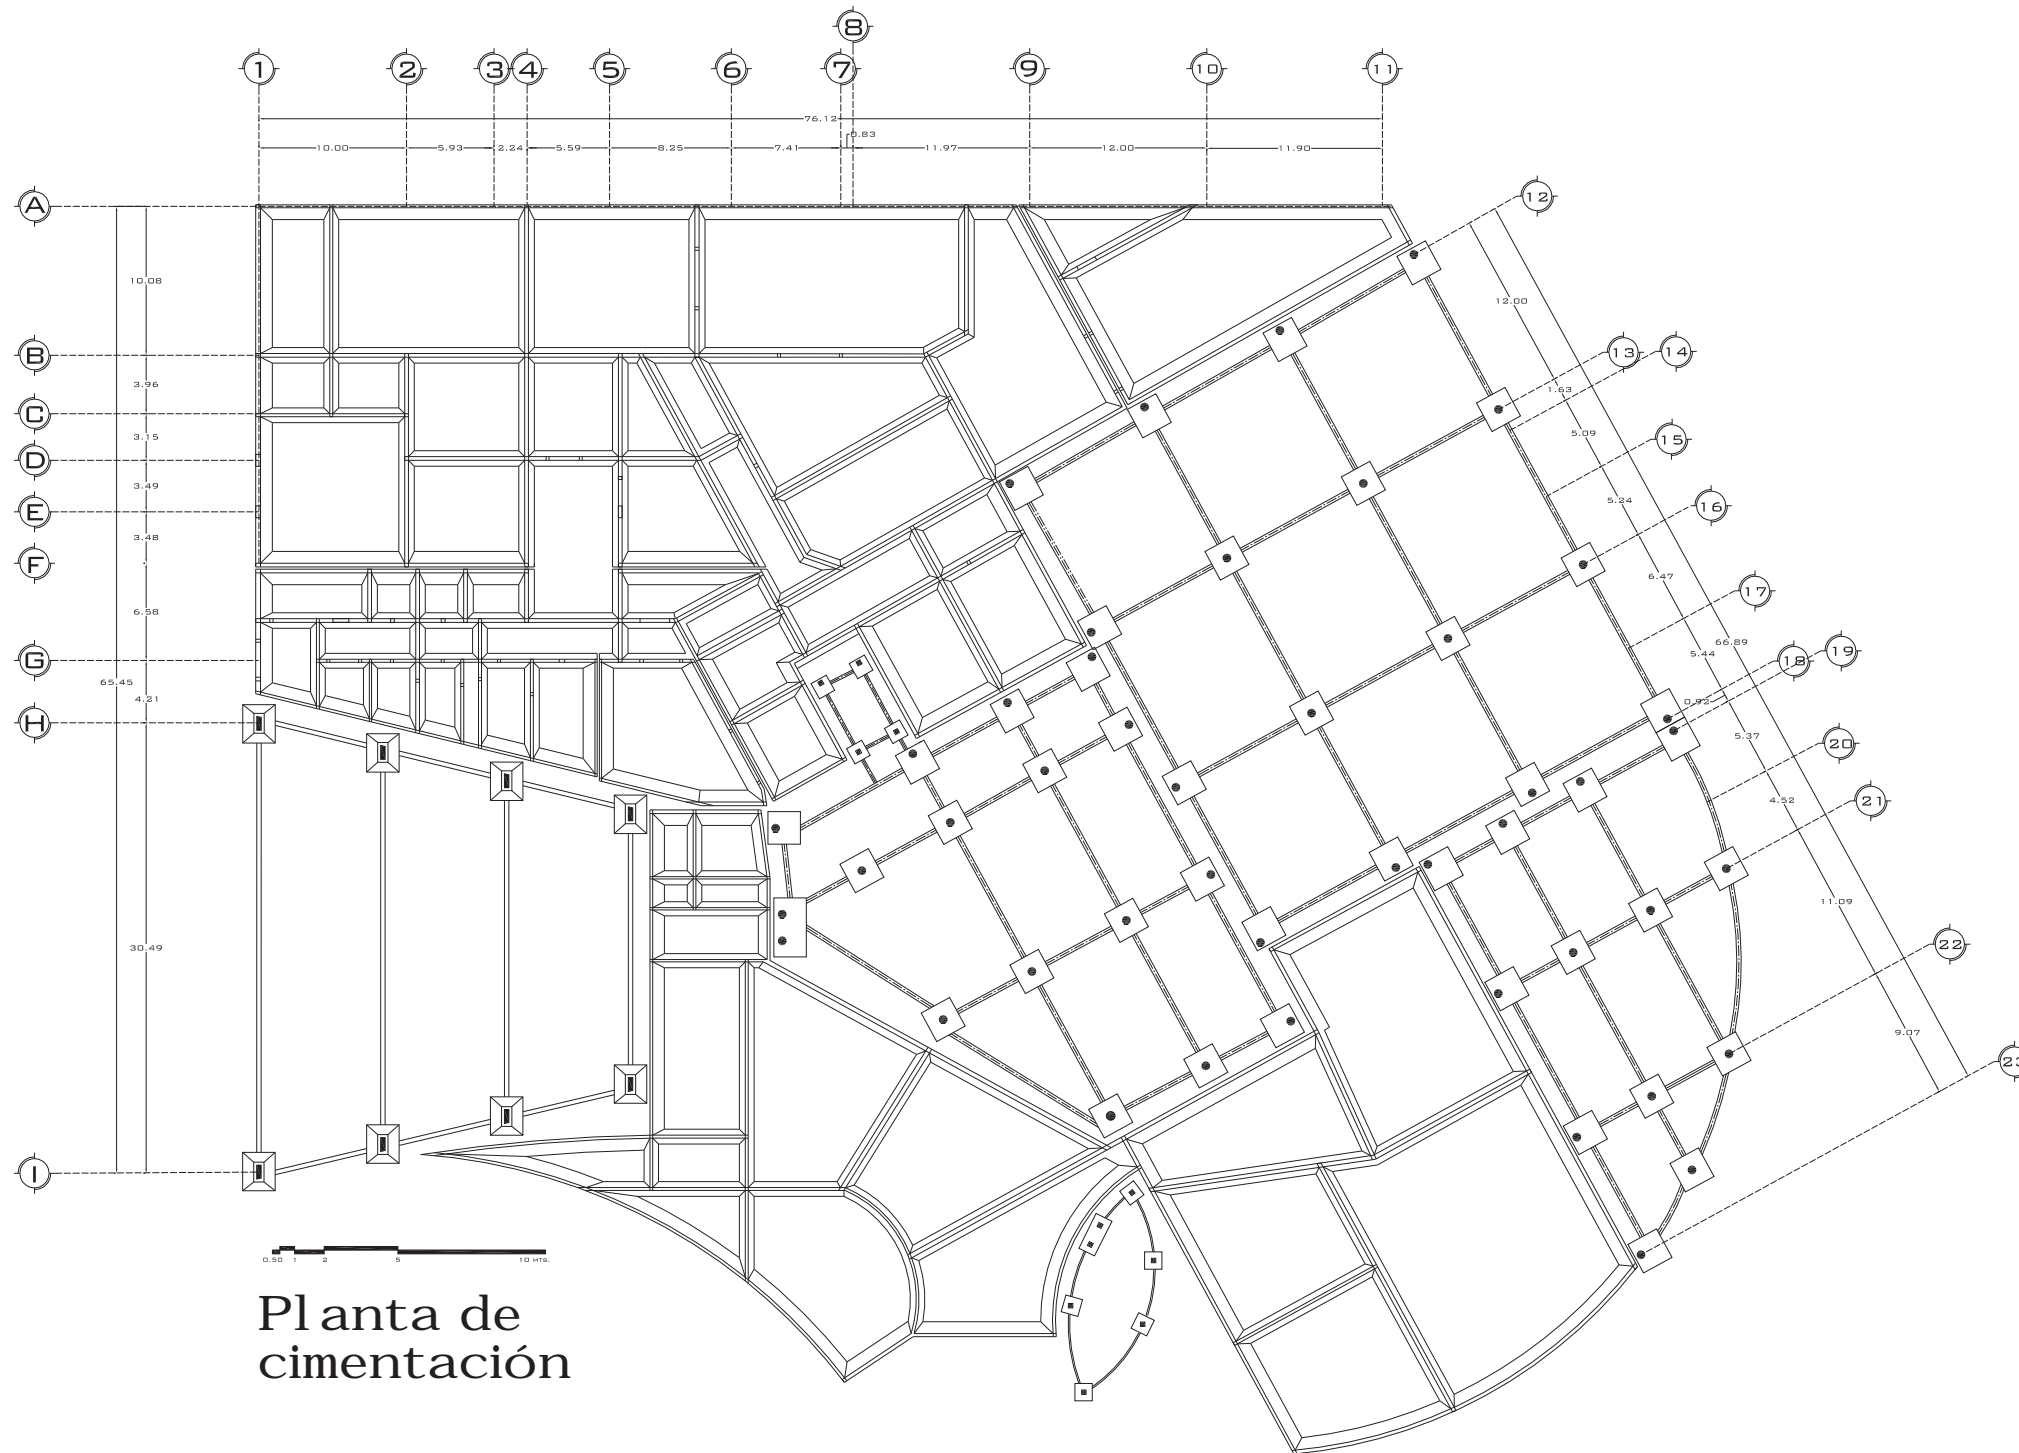 8
1 2 3 4 5 6 7 9 10 11
76.12
0.83
10.00 5.93 2.24 5.59 8.25 7.41 11.97 12.00 11.90
A
12
10.08
12.00
B
13 14
3.96
1.63
C
3.15
5.09
15
D
3.49
5.24
16
E
3.48
F
6.47
17
6.58
66.89
G
5.44
18 19
65.45
4.21
0.92
H
5.37
20
4.52
21
11.09
30.49
22
9.07
23
I
0.50 1 2 5 10 MTS.
Planta de
cimentación